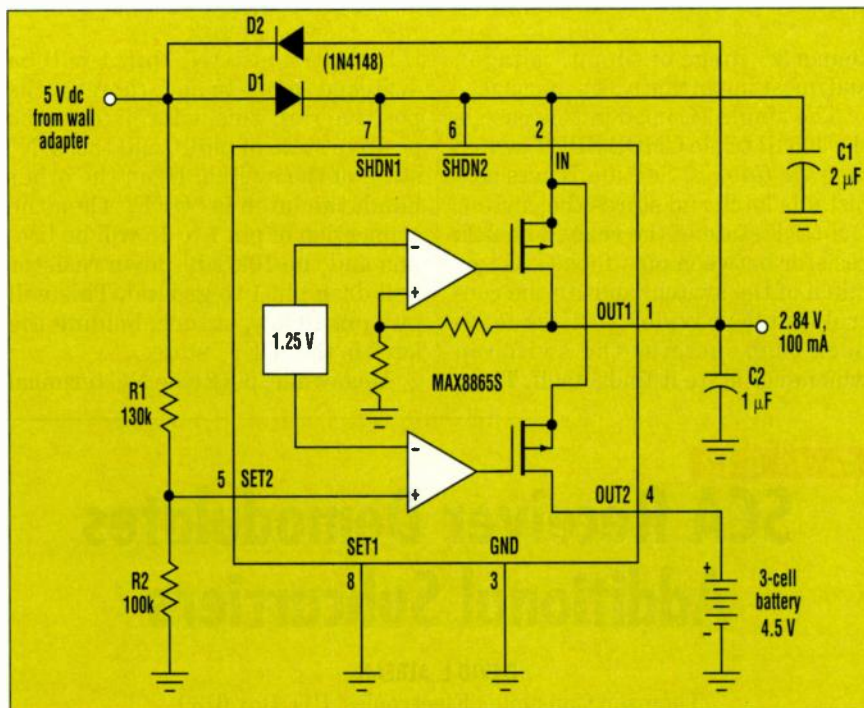 D2
(1N4148)
D1
5 V dc
from wall
adapter
7
6
2
SHDN1
SHDN2
IN
C1
2 μF
-
+
1.25 V
OUT1
1
2.84 V,
100 mA
MAX8865S
C2
1 μF
R1
130k
-
+
5
SET2
OUT2
4
R2
100k
SET1
GND
8
3
+
-
3-cell
battery
4.5 V